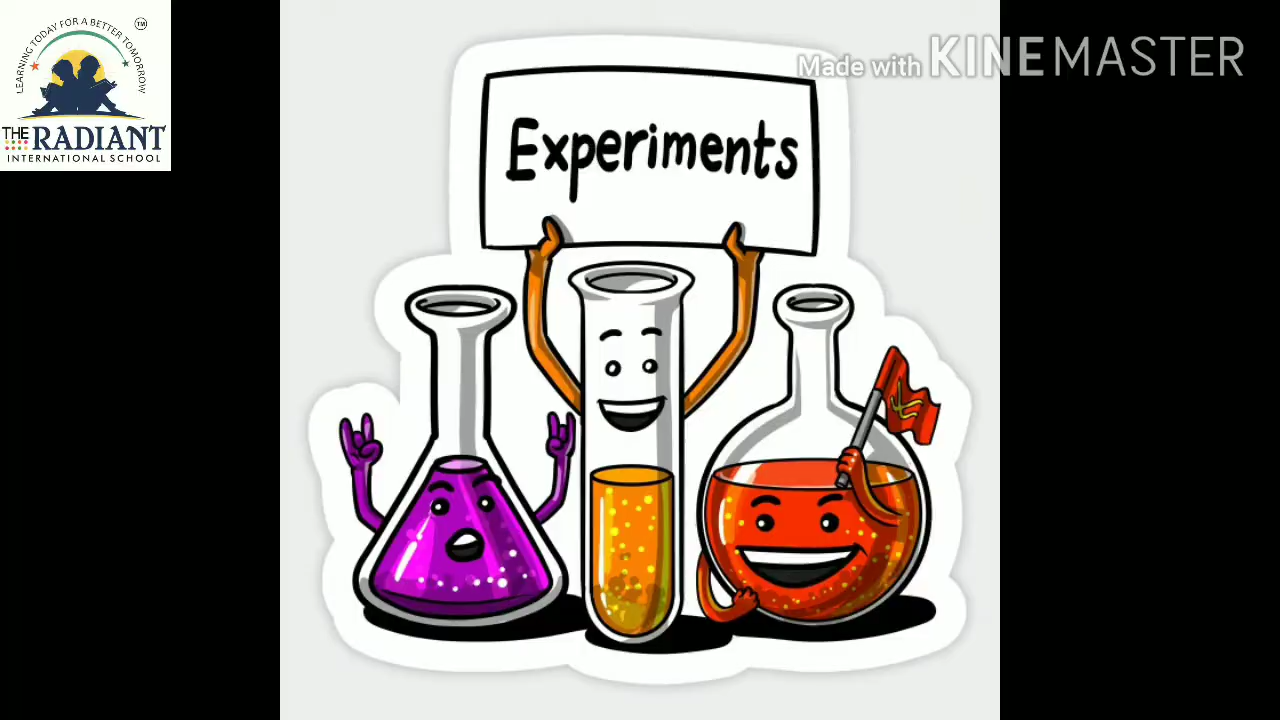 LEARNING TODAY FOR A BETTER TOMORROW
TM
THE RADIANT
INTERNATIONAL SCHOOL
Made with KINEMASTER
Experiments